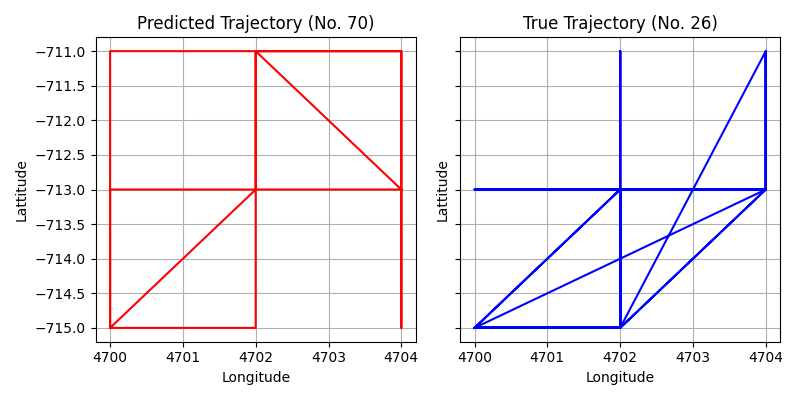 Predicted Trajectory (No. 70)
True Trajectory (No. 26)
−711.0
−711.5
−712.0
−712.5
−713.0
−713.5
−714.0
−714.5
−715.0
Lattitude
Lattitude
4700 4701 4702 4703 4704
4700 4701 4702 4703 4704
Longitude
Longitude